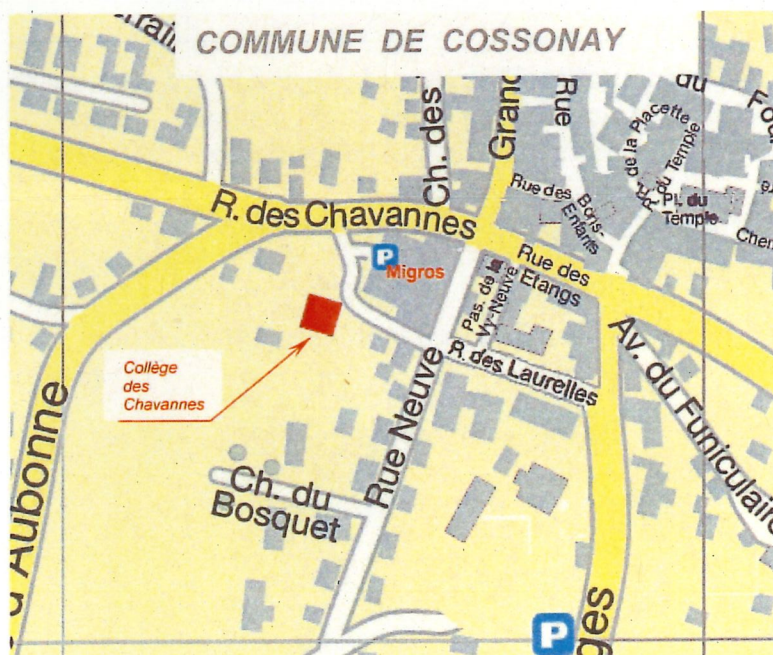 COMMUNE DE COSSONAY
R. des Chavannes
Ch. des
Grand
Rue
du
Rue des
Bons-
Enfants
de la Placette
R. du Temple
Pl. du
Temple
P
Migros
Rue des
Etangs
Pas. de la
Vy-Neuve
R. des Laurelles
Av. du Funiculaire
Collège
des
Chavannes
Rue Neuve
d'Aubonne
Ch. du
Bosquet
P
ges